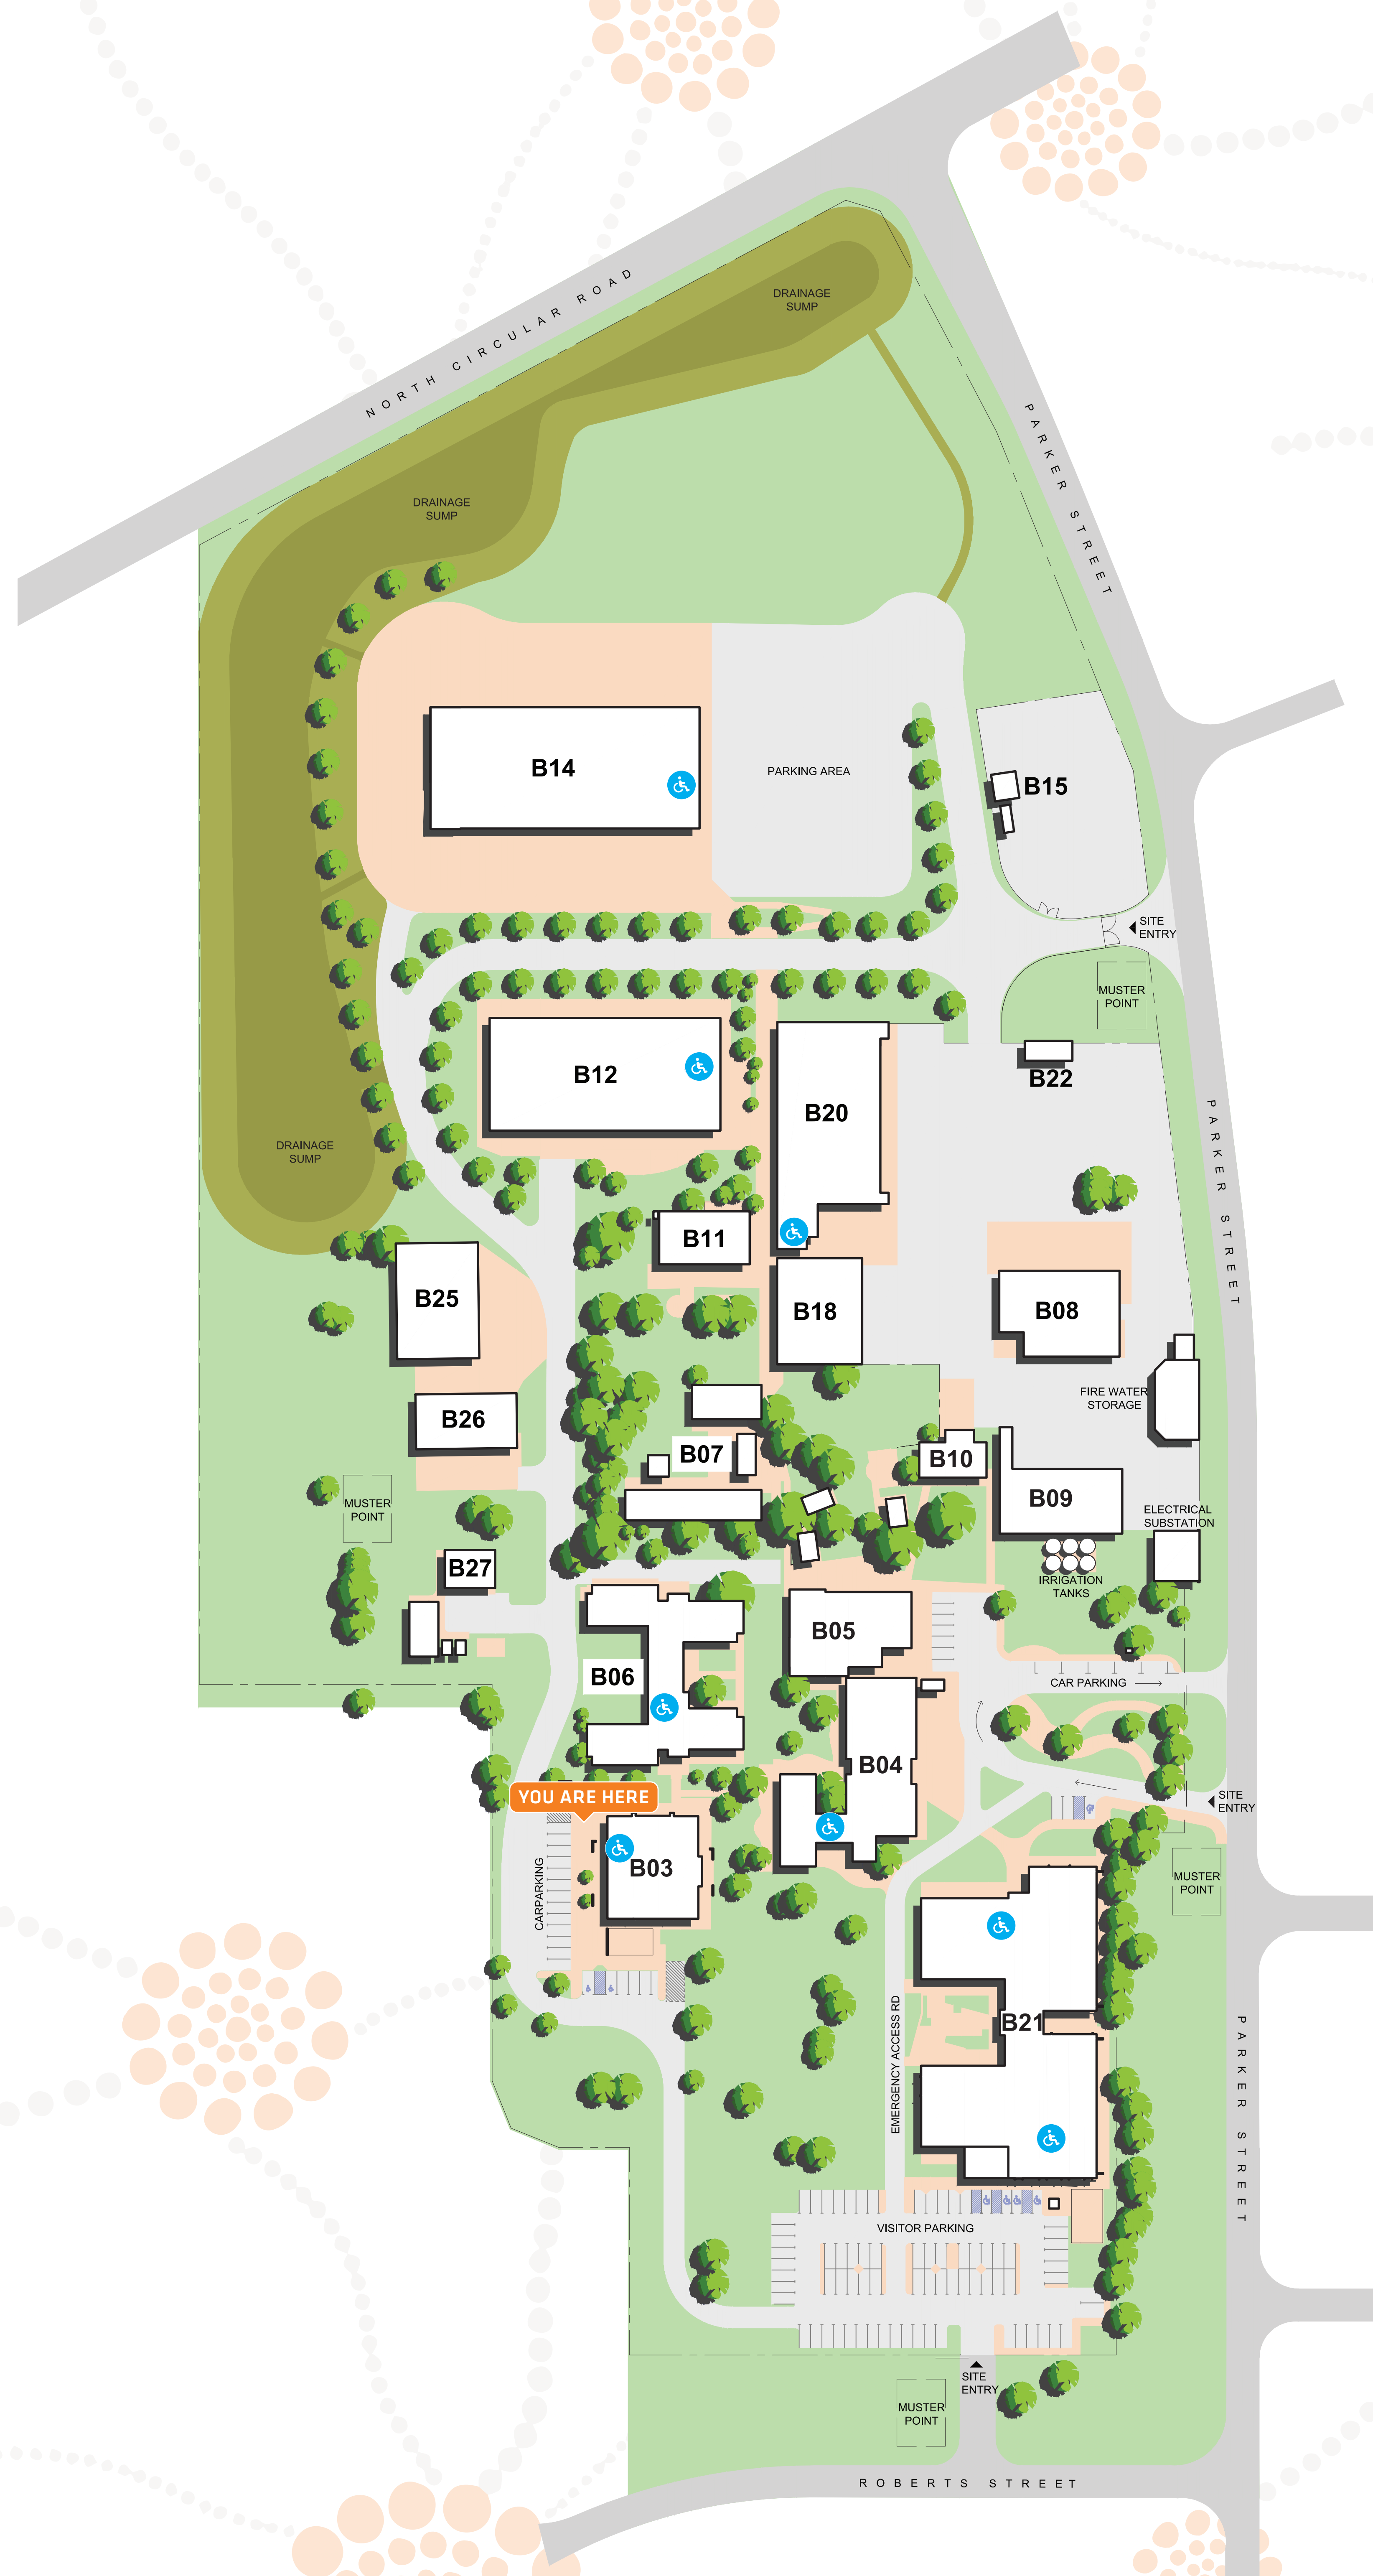 DRAINAGE
SUMP
NORTH CIRCULAR ROAD
PARKER STREET
DRAINAGE
SUMP
B14
PARKING AREA
B15
SITE
ENTRY
MUSTER
POINT
B12
B22
B20
PARKER STREET
DRAINAGE
SUMP
B11
B25
B18
B08
FIRE WATER
STORAGE
B26
B07
B10
B09
MUSTER
POINT
ELECTRICAL
SUBSTATION
B27
IRRIGATION
TANKS
B05
B06
CAR PARKING
B04
YOU ARE HERE
SITE
ENTRY
B03
CARPARKING
MUSTER
POINT
B21
EMERGENCY ACCESS RD
PARKER STREET
VISITOR PARKING
SITE
ENTRY
MUSTER
POINT
ROBERTS STREET